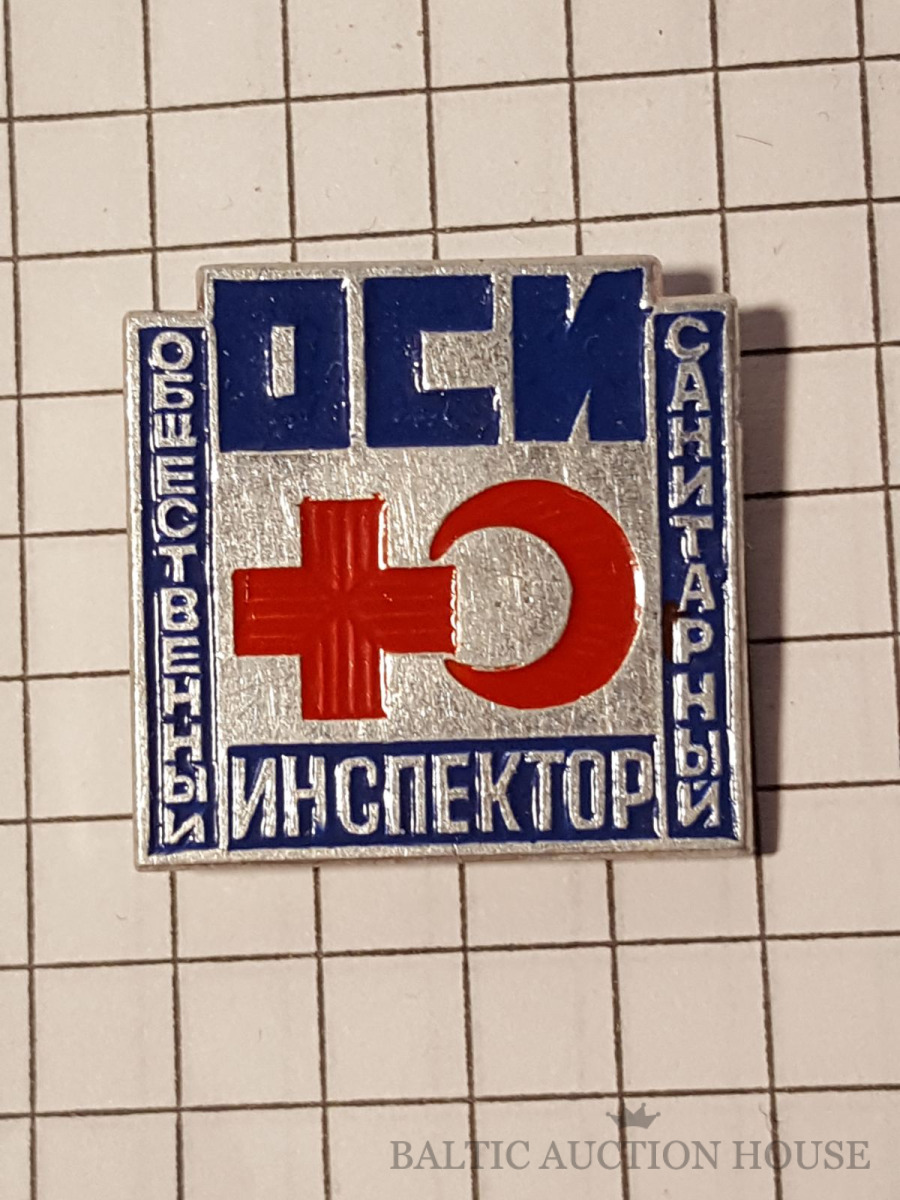 ОСИ
ОБЩЕСТВЕННЫЙ
САНИТАРНЫЙ
ИНСПЕКТОР
BALTIC AUCTION HOUSE